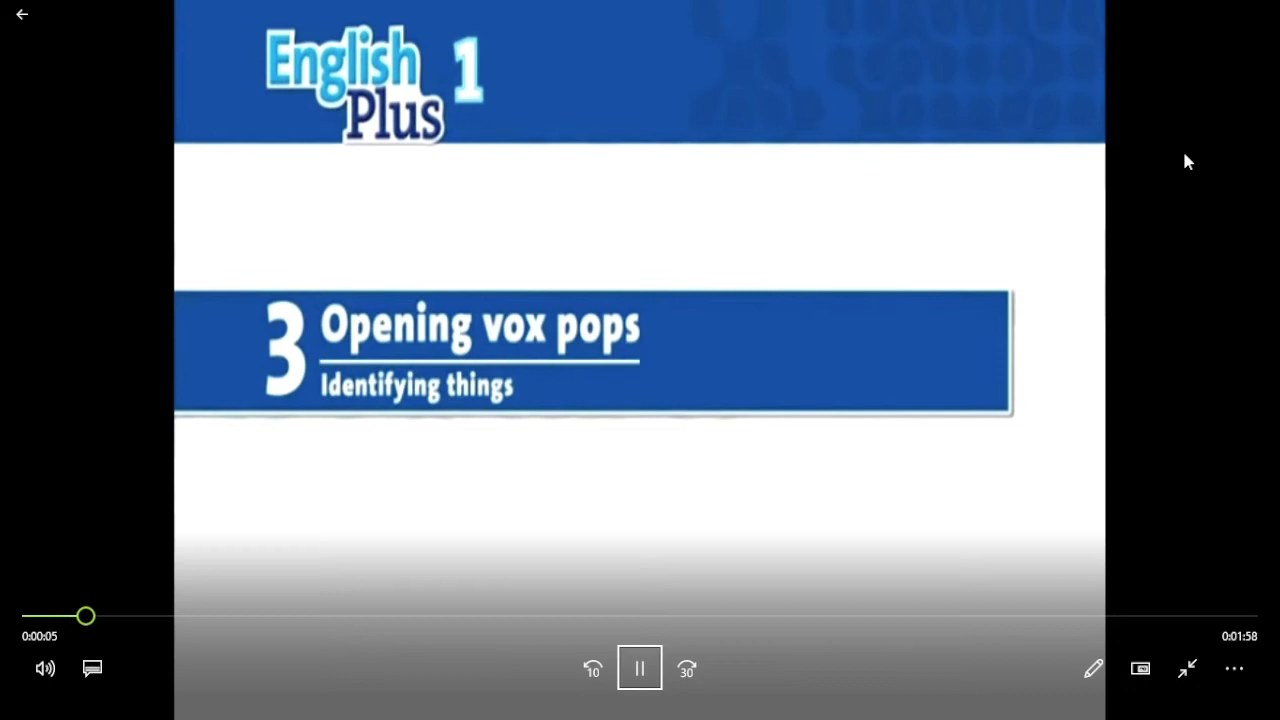 English
Plus 1
3 Opening vox pops
Identifying things
0:00:05
0:01:58
10
30